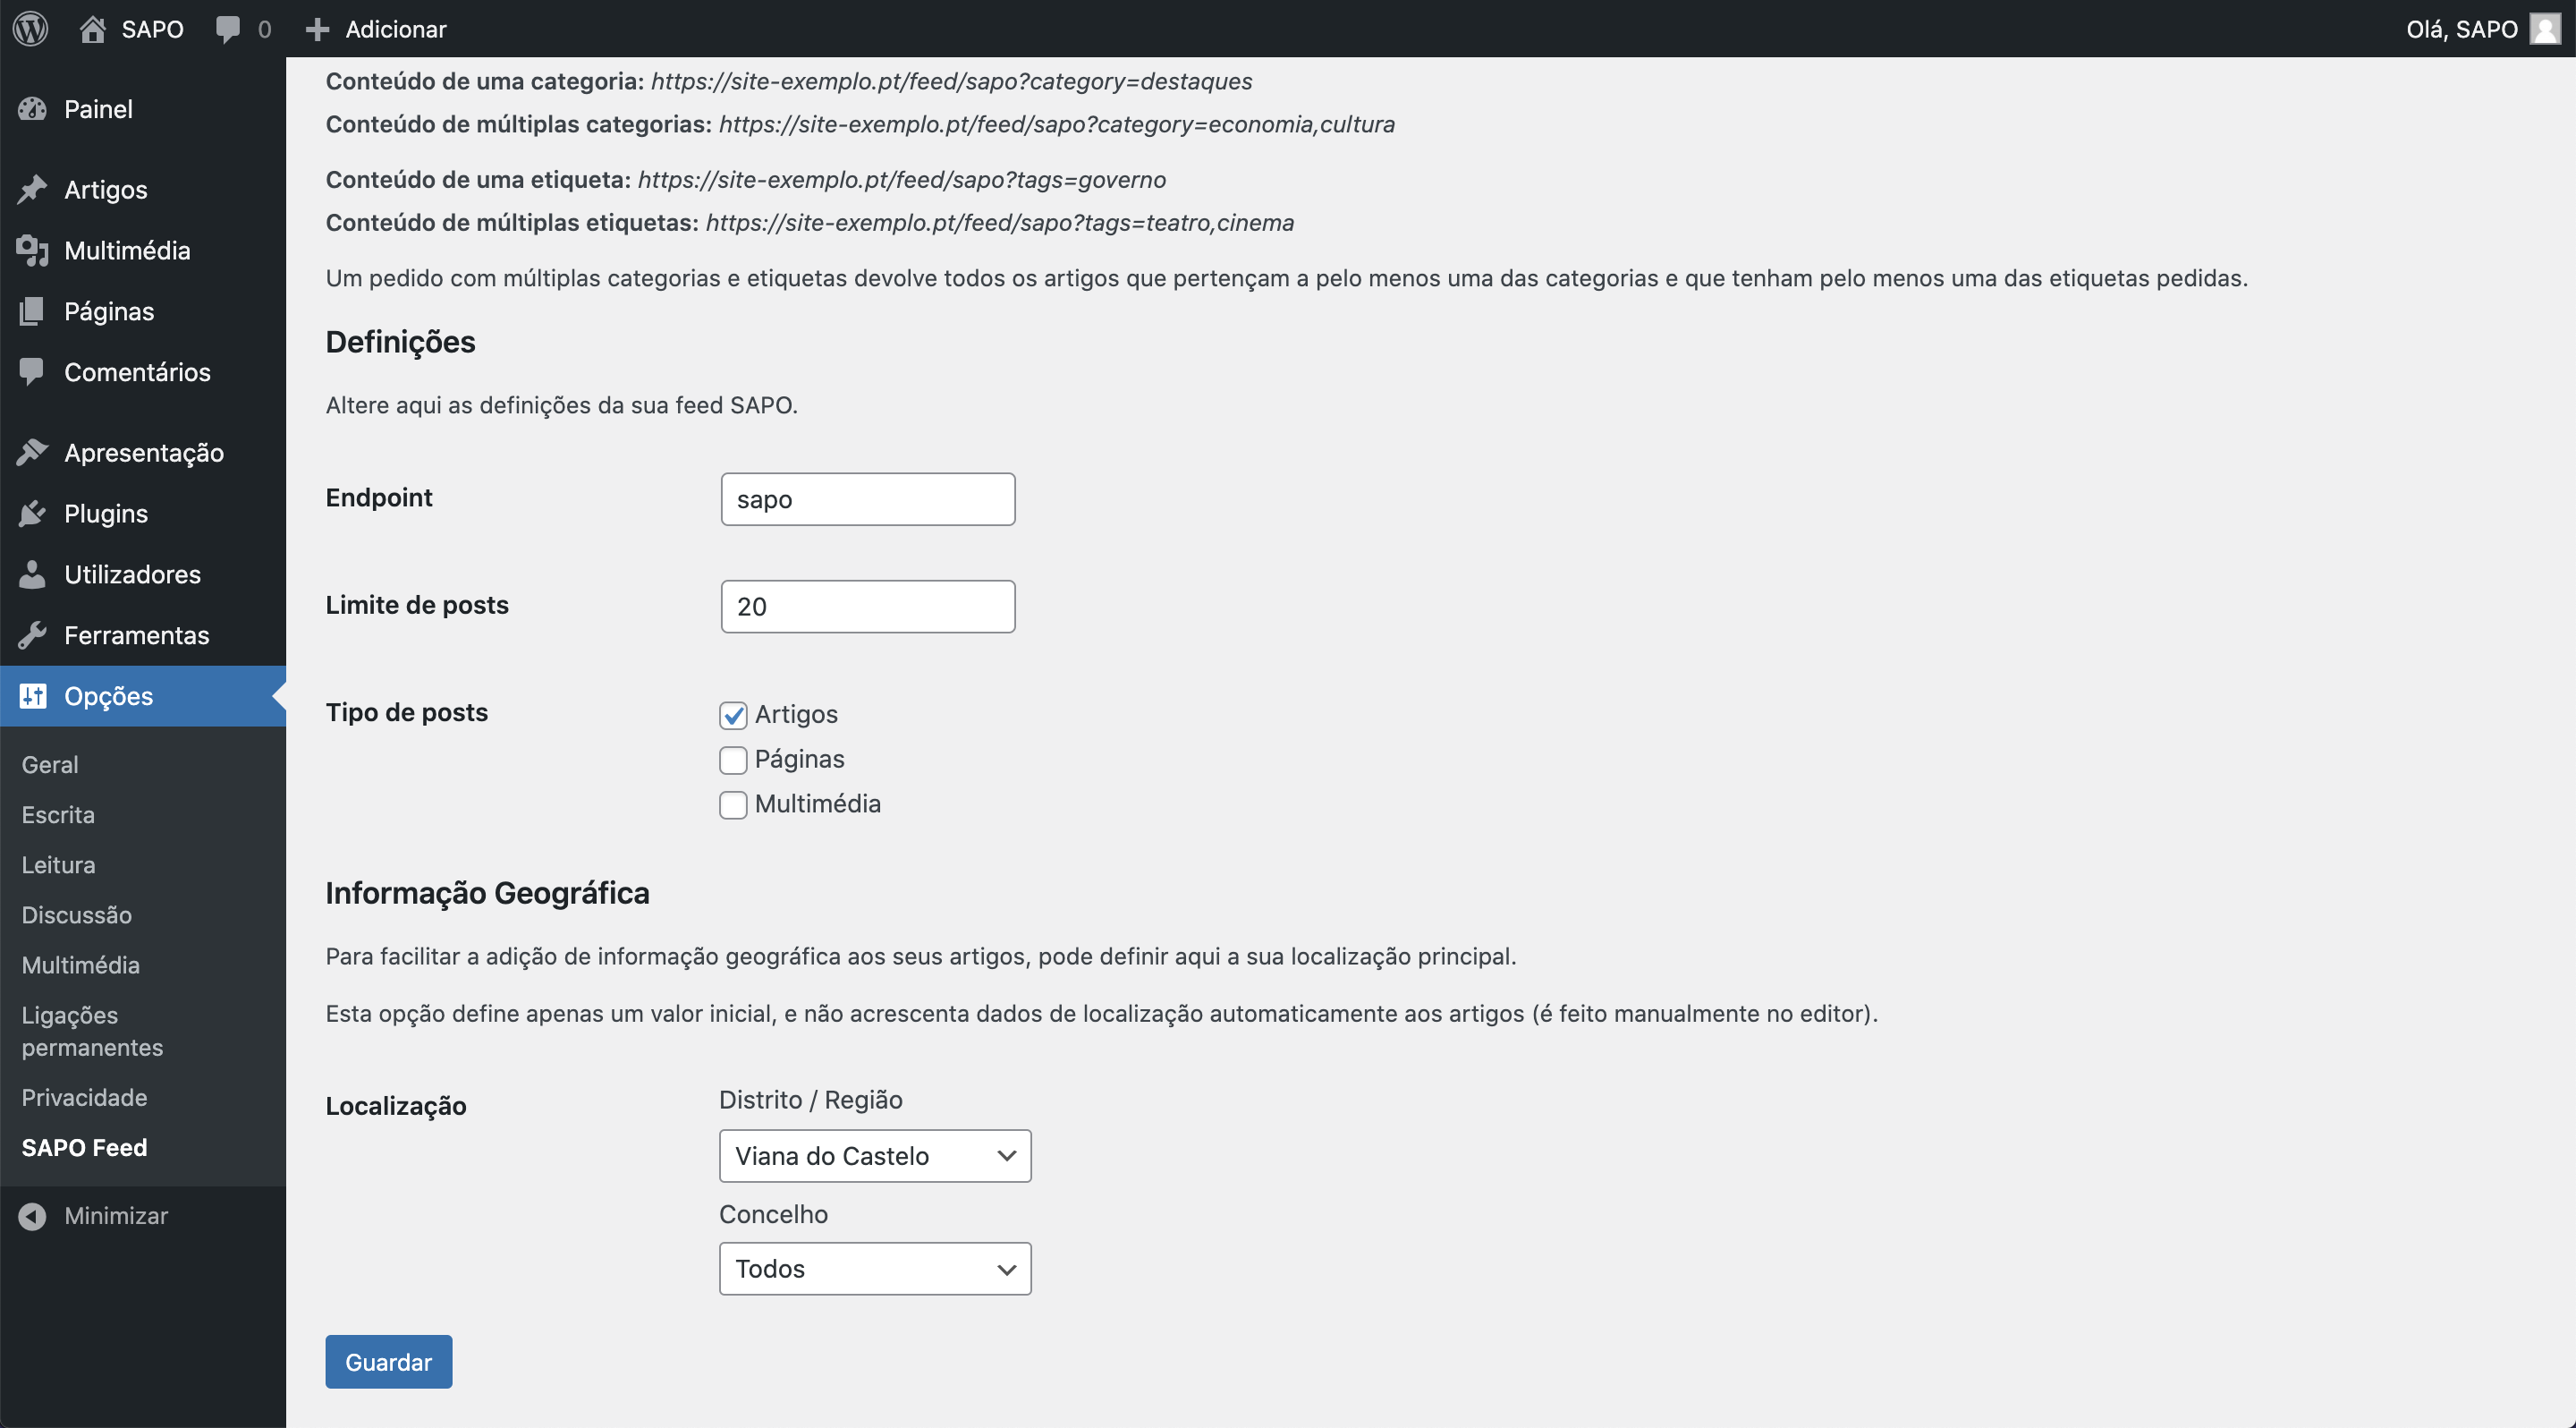 SAPO 0 Adicionar Olá, SAPO
Painel
Artigos
Multimédia
Páginas
Comentários
Apresentação
Plugins
Utilizadores
Ferramentas
Opções
Geral
Escrita
Leitura
Discussão
Multimédia
Ligações
permanentes
Privacidade
SAPO Feed
Minimizar
Conteúdo de uma categoria: https://site-exemplo.pt/feed/sapo?category=destaques
Conteúdo de múltiplas categorias: https://site-exemplo.pt/feed/sapo?category=economia,cultura
Conteúdo de uma etiqueta: https://site-exemplo.pt/feed/sapo?tags=governo
Conteúdo de múltiplas etiquetas: https://site-exemplo.pt/feed/sapo?tags=teatro,cinema
Um pedido com múltiplas categorias e etiquetas devolve todos os artigos que pertençam a pelo menos uma das categorias e que tenham pelo menos uma das etiquetas pedidas.
Definições
Altere aqui as definições da sua feed SAPO.
Endpoint sapo
Limite de posts 20
Tipo de posts Artigos
Páginas
Multimédia
Informação Geográfica
Para facilitar a adição de informação geográfica aos seus artigos, pode definir aqui a sua localização principal.
Esta opção define apenas um valor inicial, e não acrescenta dados de localização automaticamente aos artigos (é feito manualmente no editor).
Localização Distrito / Região
Viana do Castelo
Concelho
Todos
Guardar